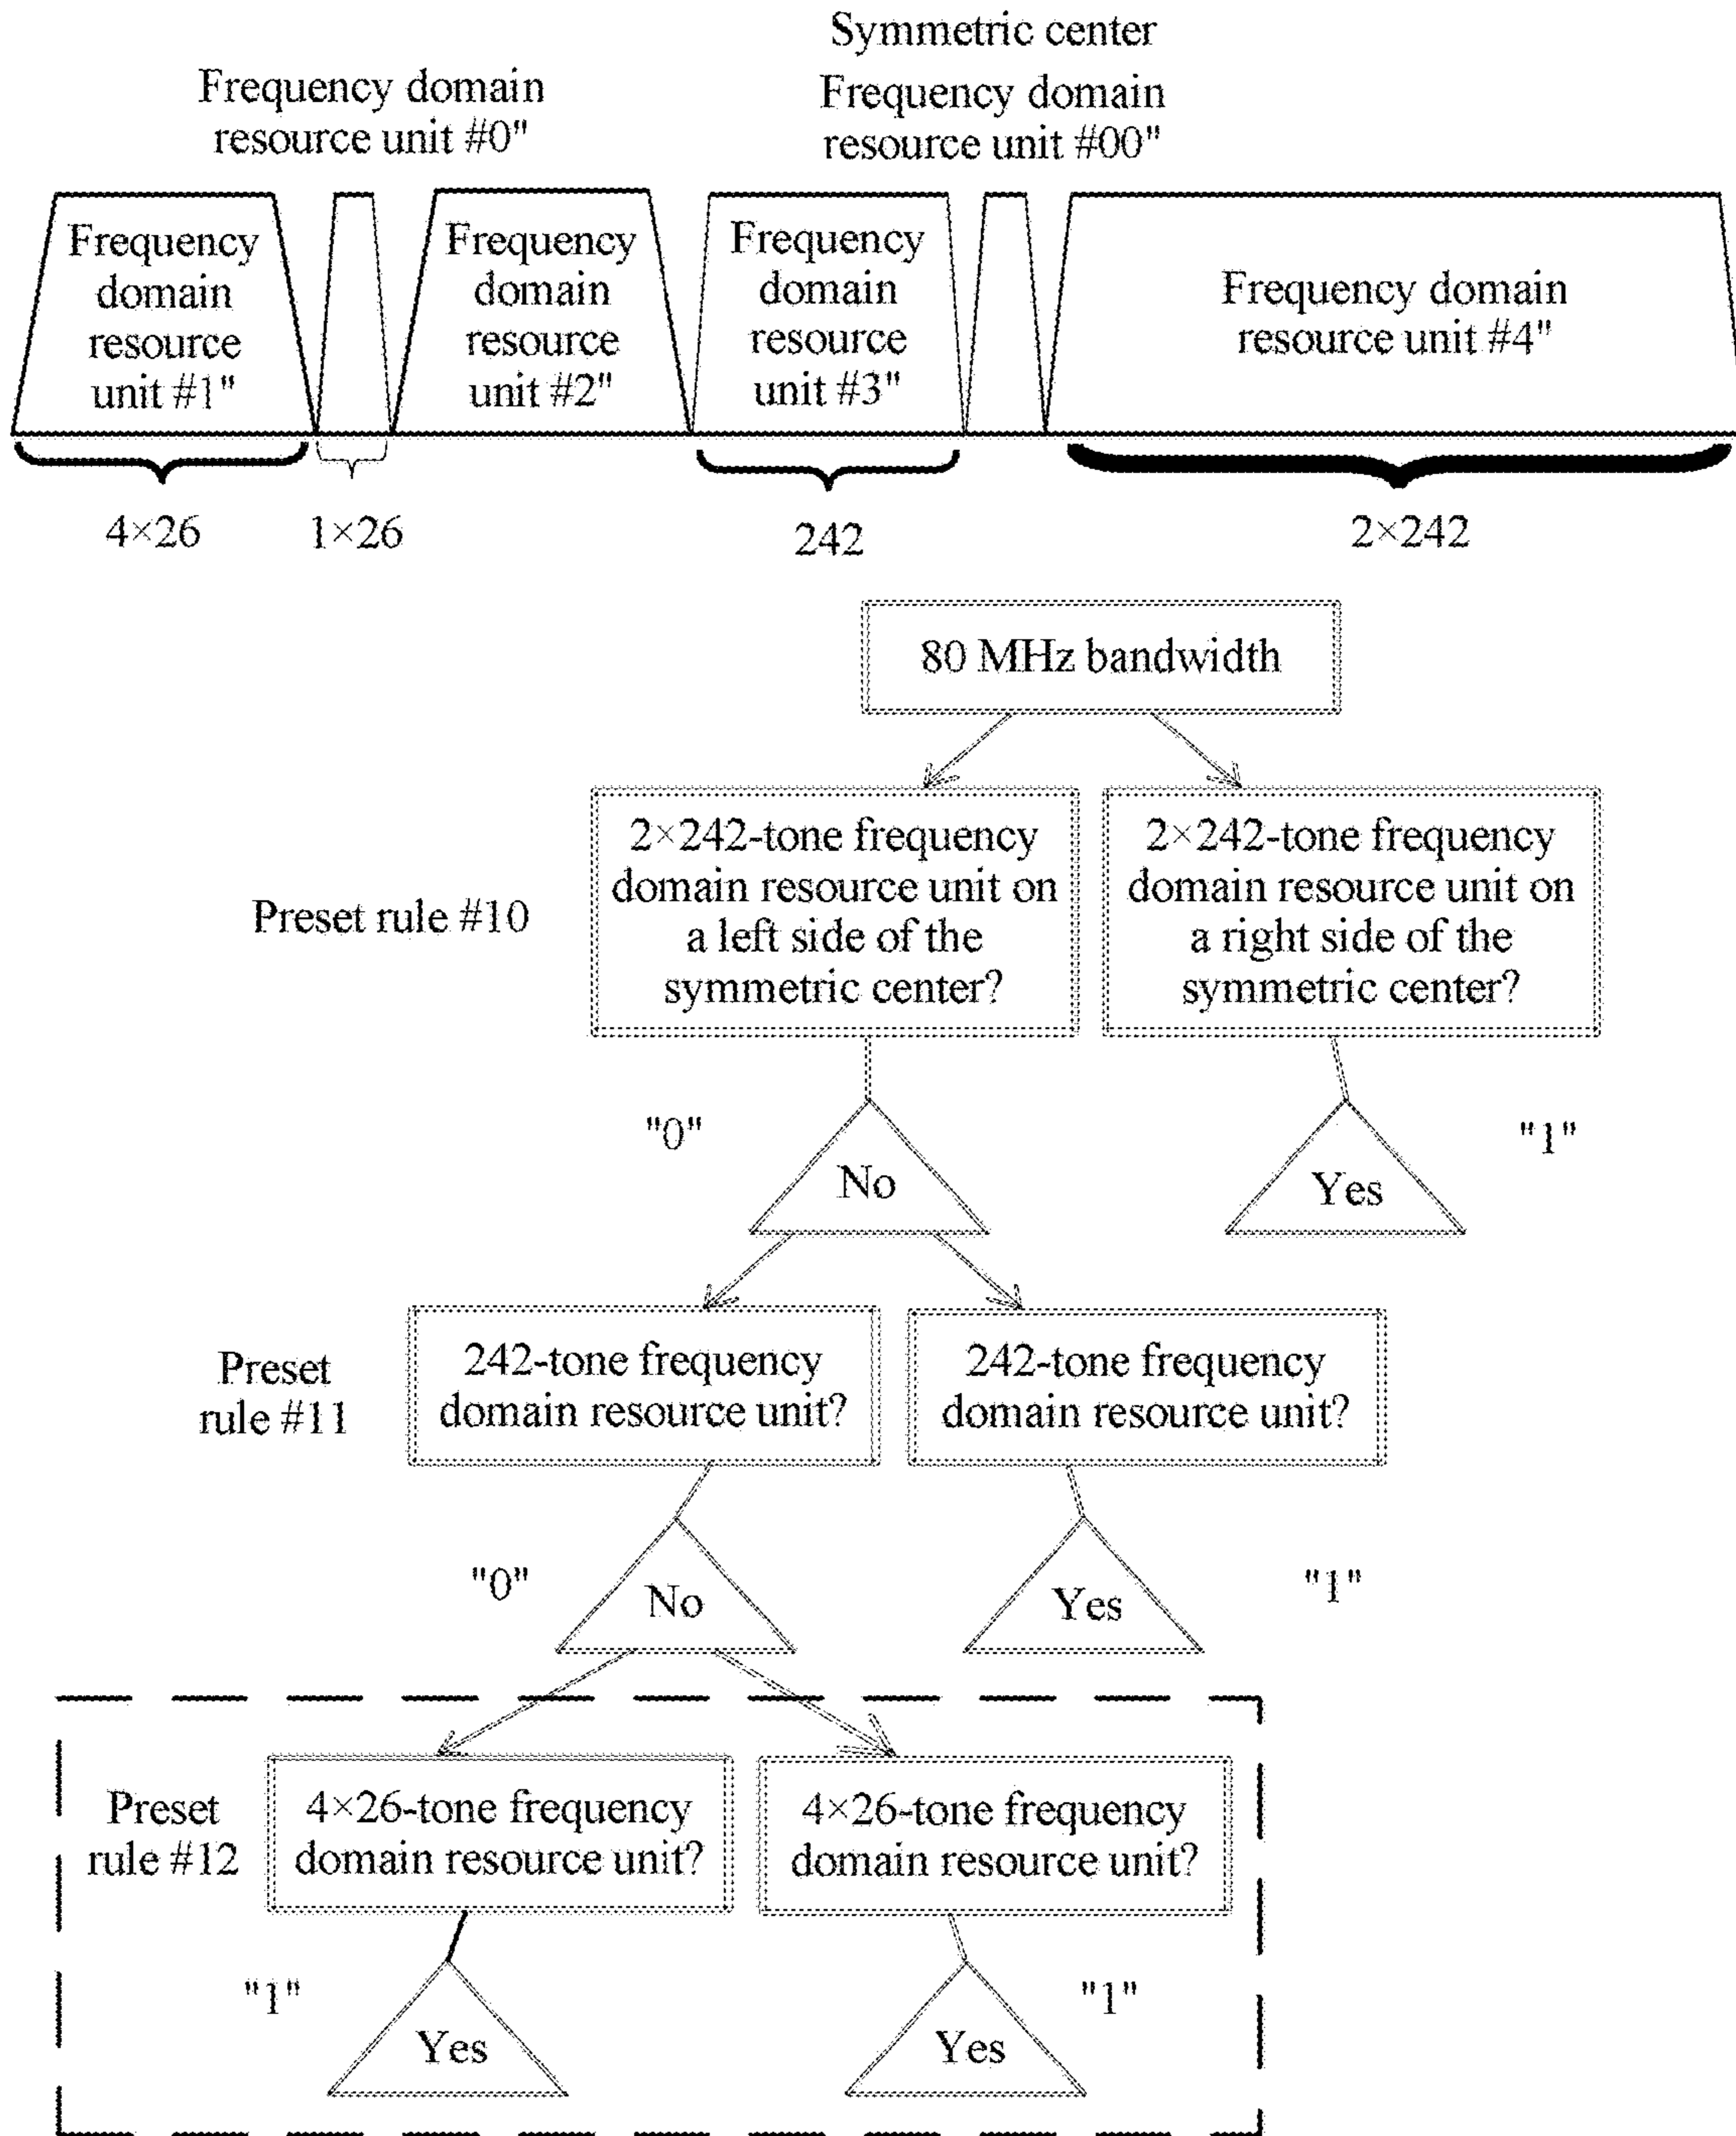 Symmetric center
Frequency domain
resource unit #0"
Frequency domain
resource unit #00"
Frequency
domain
resource
unit #1"
Frequency
domain
resource
unit #2"
Frequency
domain
resource
unit #3"
Frequency domain
resource unit #4"
4×26
1×26
242
2×242
80 MHz bandwidth
Preset rule #10
2×242-tone frequency
domain resource unit on
a left side of the
symmetric center?
2×242-tone frequency
domain resource unit on
a right side of the
symmetric center?
"0"
No
Yes
"1"
Preset
rule #11
242-tone frequency
domain resource unit?
242-tone frequency
domain resource unit?
"0"
No
Yes
"1"
Preset
rule #12
4×26-tone frequency
domain resource unit?
4×26-tone frequency
domain resource unit?
"1"
Yes
Yes
"1"